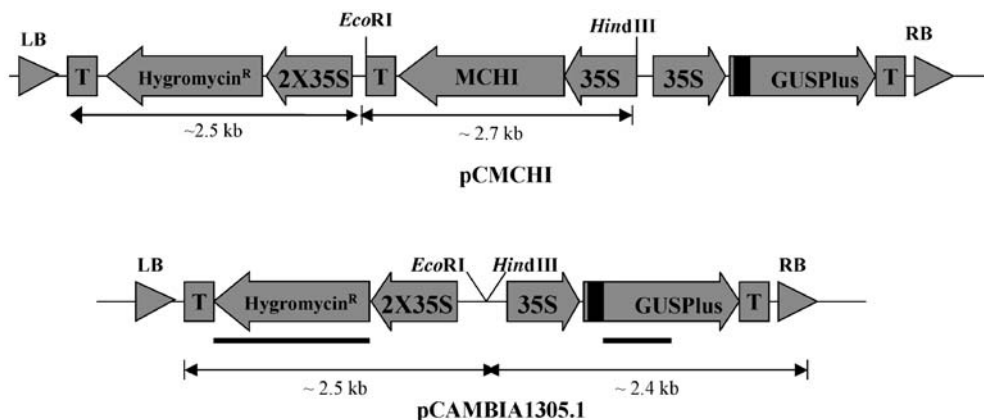 EcoRI HindIII
LB RB
T HygromycinR 2X35S T MCHI 35S 35S GUSPlus T
~2.5 kb ~ 2.7 kb
pCMCHI
LB EcoRI HindIII RB
T HygromycinR 2X35S 35S GUSPlus T
~ 2.5 kb ~ 2.4 kb
pCAMBIA1305.1